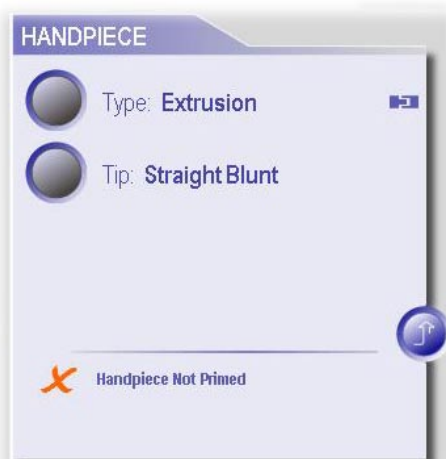 HANDPIECE
Type: Extrusion
Tip: Straight Blunt
Handpiece Not Primed